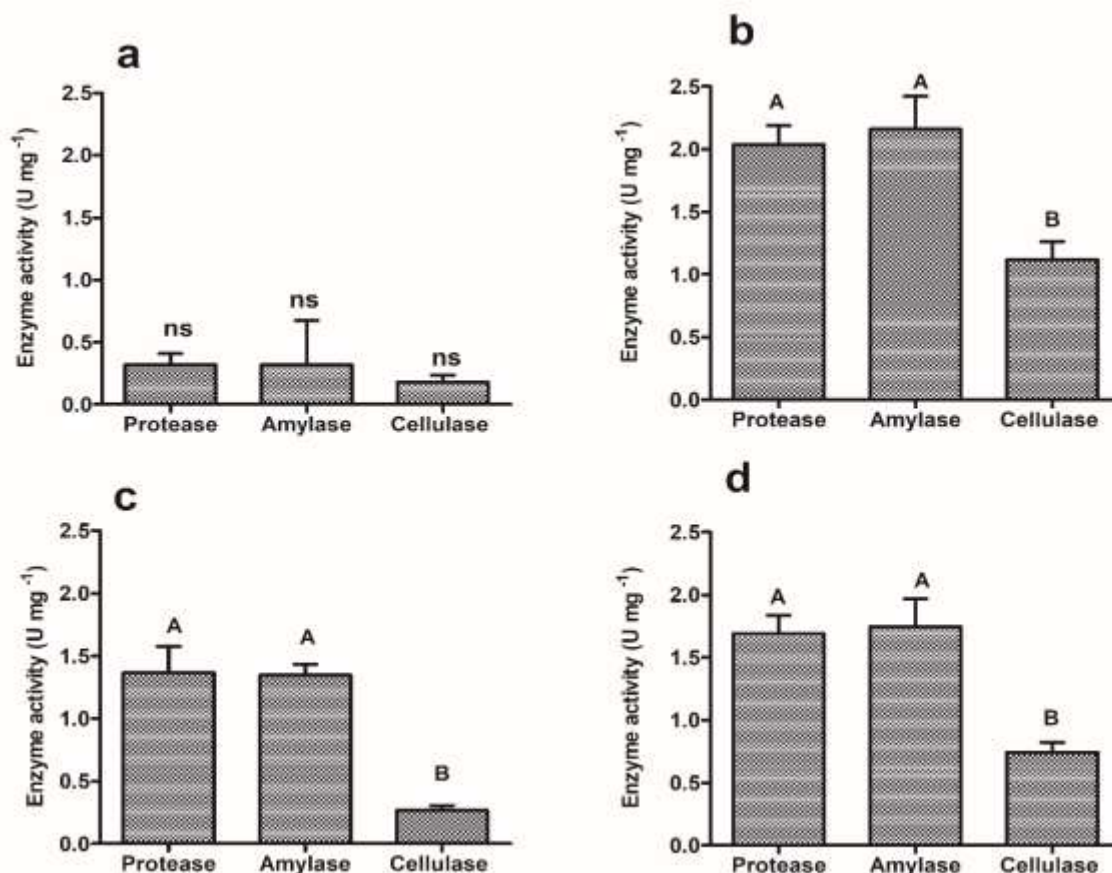 a
Enzyme activity (U mg -1)
2.5
2.0
1.5
1.0
0.5
0.0
ns
ns
ns
Protease Amylase Cellulase
b
Enzyme activity (U mg -1)
2.5
2.0
1.5
1.0
0.5
0.0
A
A
B
Protease Amylase Cellulase
c
Enzyme activity (U mg -1)
2.5
2.0
1.5
1.0
0.5
0.0
A
A
B
Protease Amylase Cellulase
d
Enzyme activity (U mg -1)
2.5
2.0
1.5
1.0
0.5
0.0
A
A
B
Protease Amylase Cellulase